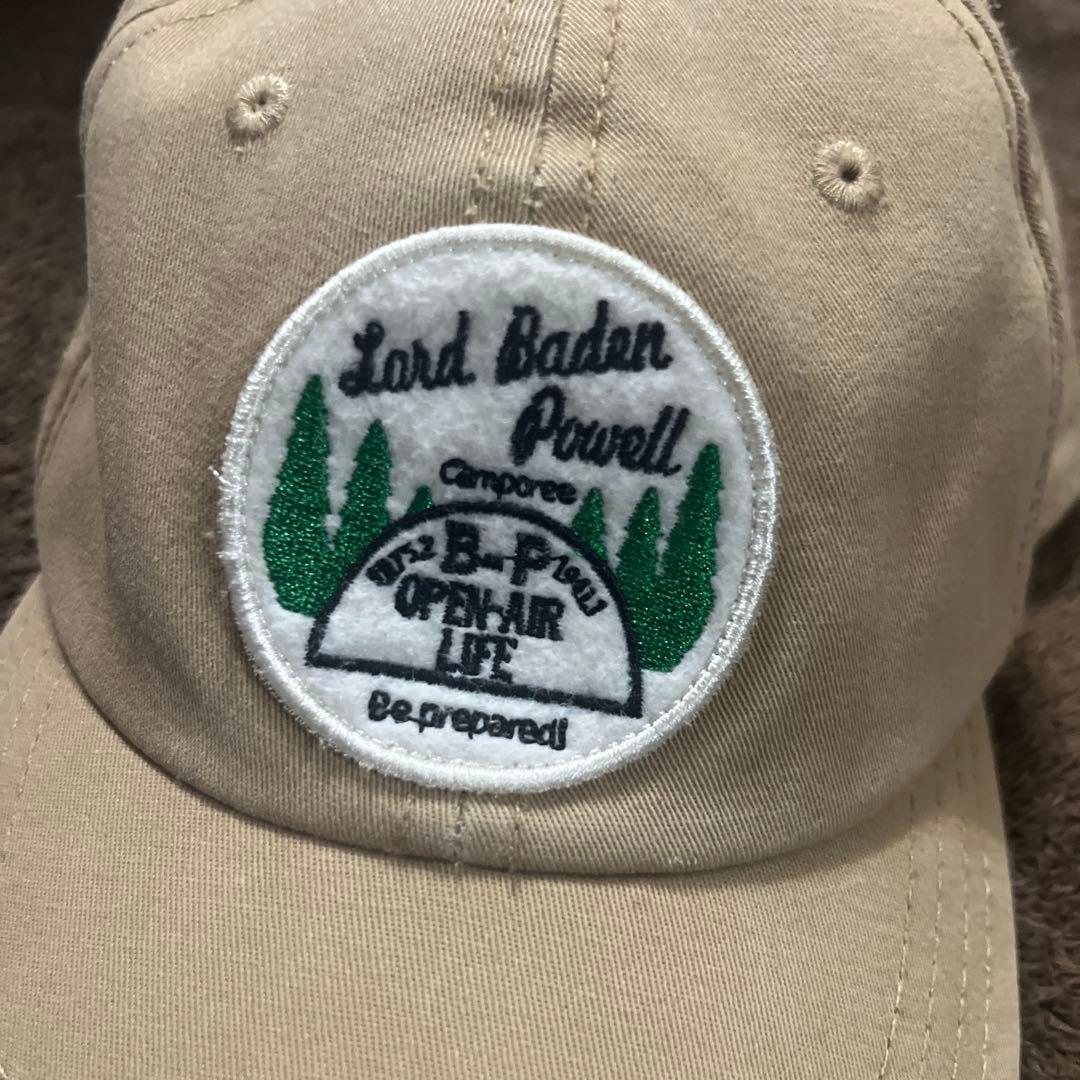 Lord Baden
Powell
Camporee
B-P
OPEN-AIR
LIFE
Be prepared!